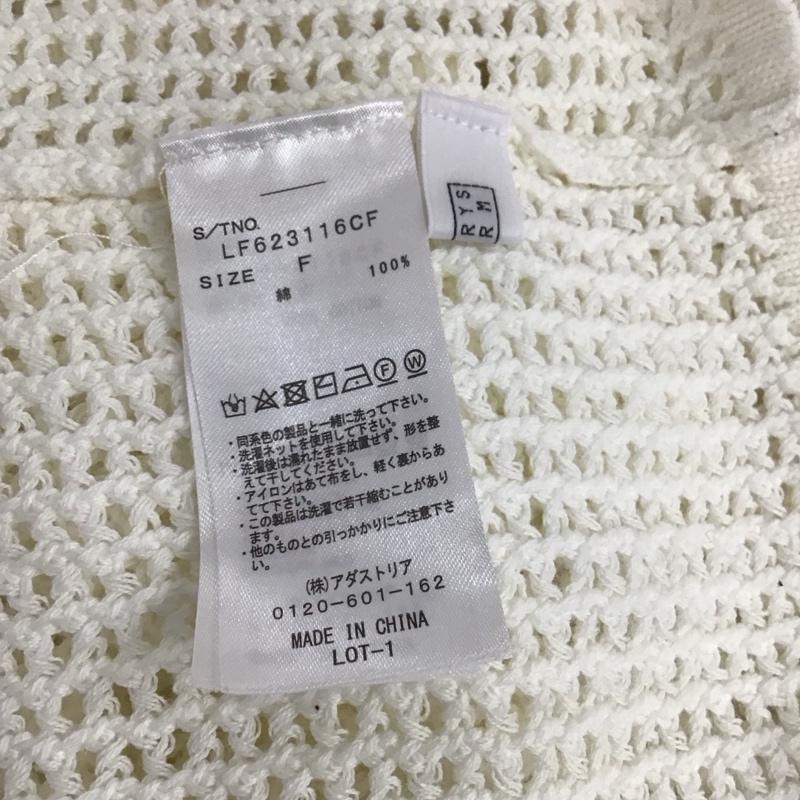 S/TNO.
LF623116CF
SIZE F
綿 100%
F W
・同系色の製品と一緒に洗って下さい。
・洗濯ネットを使用して下さい。
・洗濯後は濡れたまま放置せず、形を整
えて干してください。
・アイロンはあて布をし、軽く裏からあ
てて下さい。
・この製品は洗濯で若干縮むことがあり
ます。
・他のものとの引っかかりにご注意下さ
い。
(株)アダストリア
0120-601-162
MADE IN CHINA
LOT-1
RYS
RM